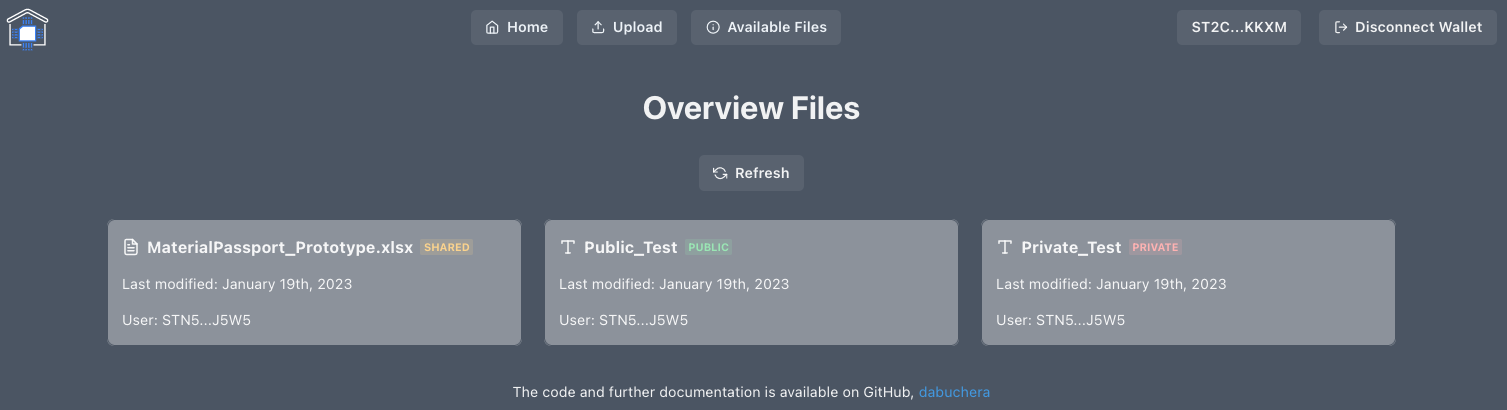 Home Upload Available Files ST2C...KKXM Disconnect Wallet
Overview Files
Refresh
MaterialPassport_Prototype.xlsx SHARED
Last modified: January 19th, 2023
User: STN5...J5W5
Public_Test PUBLIC
Last modified: January 19th, 2023
User: STN5...J5W5
Private_Test PRIVATE
Last modified: January 19th, 2023
User: STN5...J5W5
The code and further documentation is available on GitHub, dabuchera